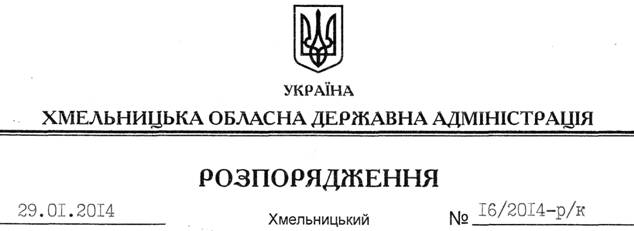 УКРАЇНА
ХМЕЛЬНИЦЬКА ОБЛАСНА ДЕРЖАВНА АДМІНІСТРАЦІЯ
РОЗПОРЯДЖЕННЯ
29.01.2014 Хмельницький № 16/2014-р/к